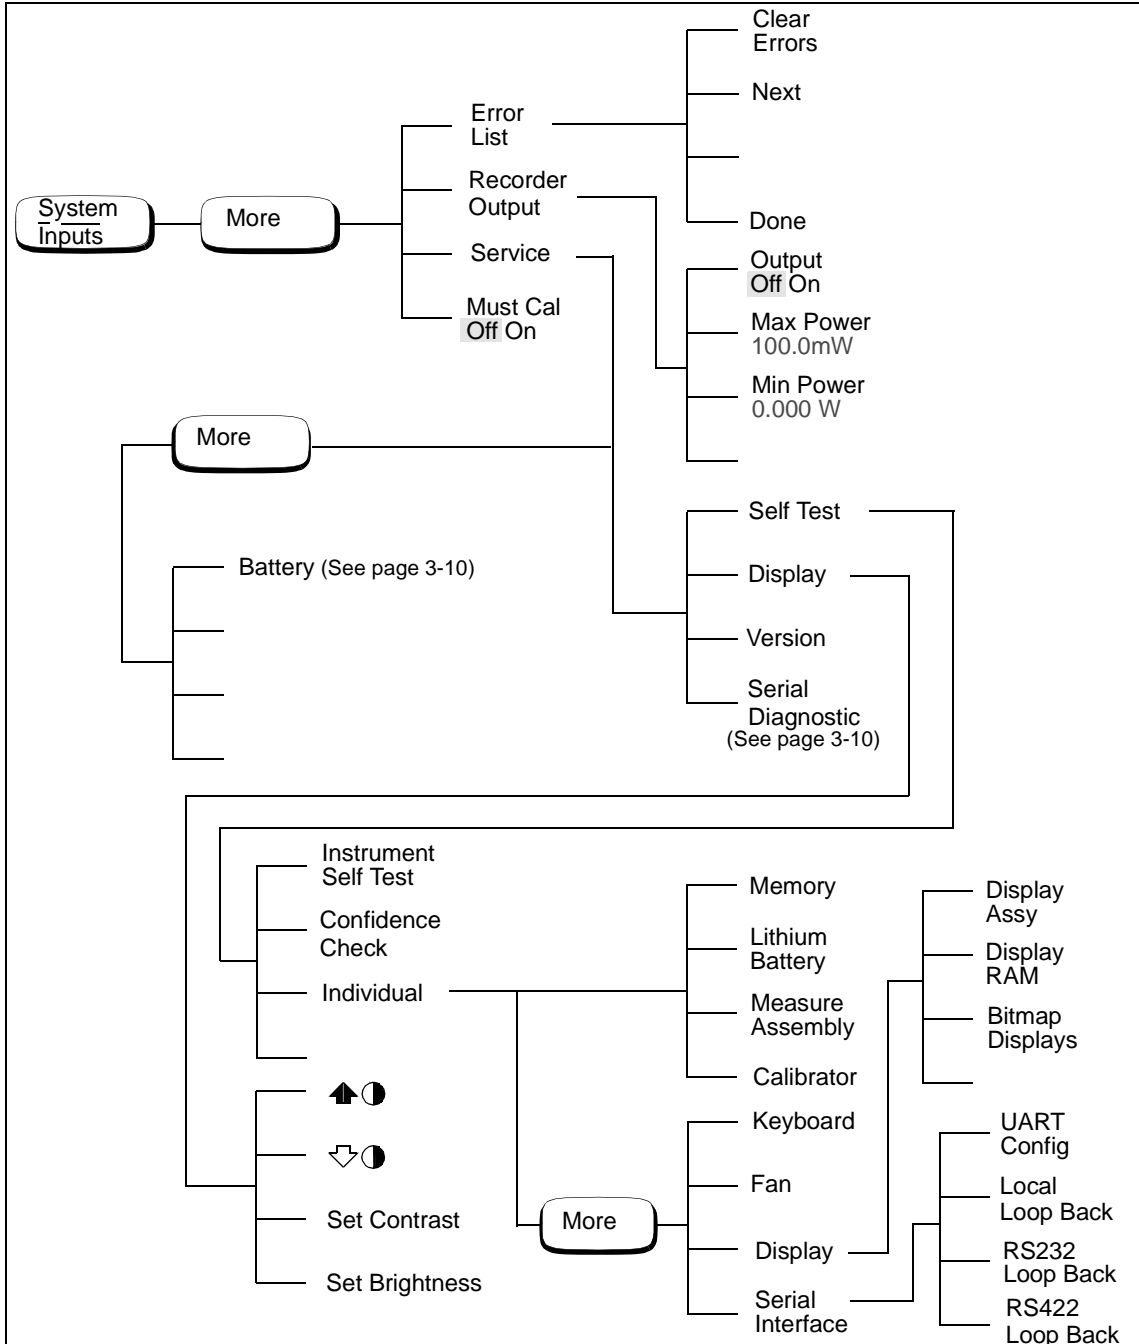 Clear
Errors
Next
Done
Error
List
Recorder
Output
Service
Must Cal
Off On
System
Inputs
More
Output
Off On
Max Power
100.0mW
Min Power
0.000 W
More
Battery (See page 3-10)
Self Test
Display
Version
Serial
Diagnostic
(See page 3-10)
Instrument
Self Test
Confidence
Check
Individual
Set Contrast
Set Brightness
Memory
Lithium
Battery
Measure
Assembly
Calibrator
More
Keyboard
Fan
Display
Serial
Interface
Display
Assy
Display
RAM
Bitmap
Displays
UART
Config
Local
Loop Back
RS232
Loop Back
RS422
Loop Back